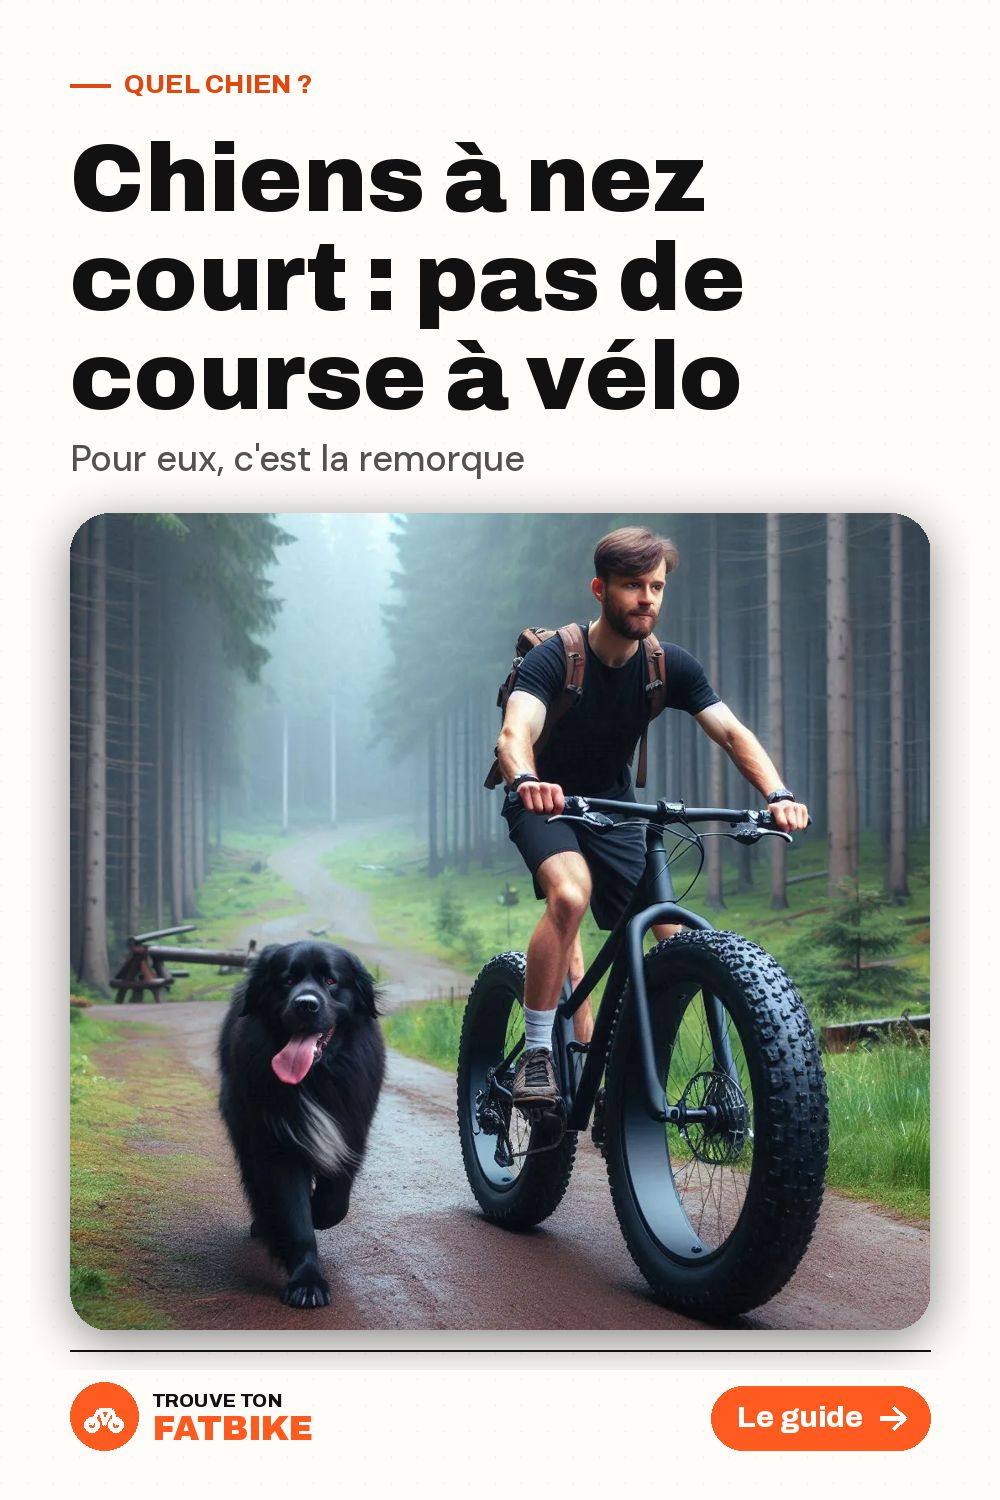 QUEL CHIEN ?
Chiens à nez
court : pas de
course à vélo
Pour eux, c'est la remorque
TROUVE TON
FATBIKE
Le guide →